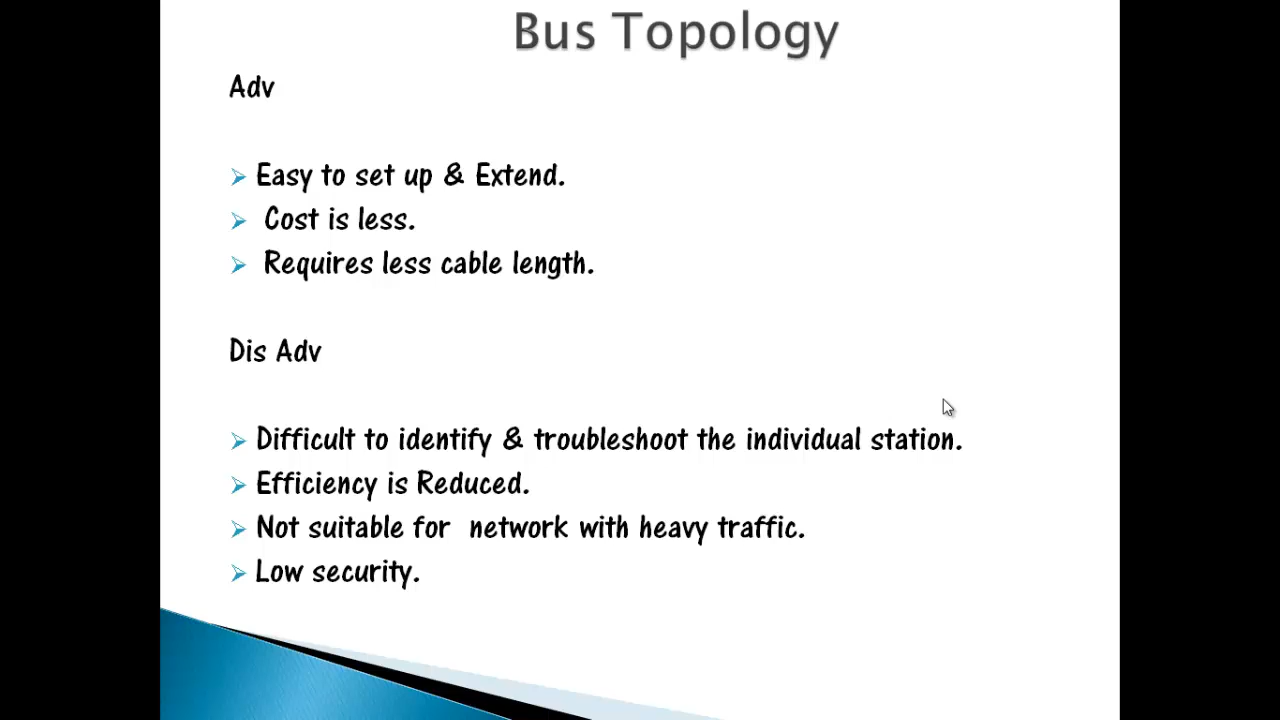 Bus Topology
Adv
Easy to set up & Extend.
Cost is less.
Requires less cable length.
Dis Adv
Difficult to identify & troubleshoot the individual station.
Efficiency is Reduced.
Not suitable for network with heavy traffic.
Low security.